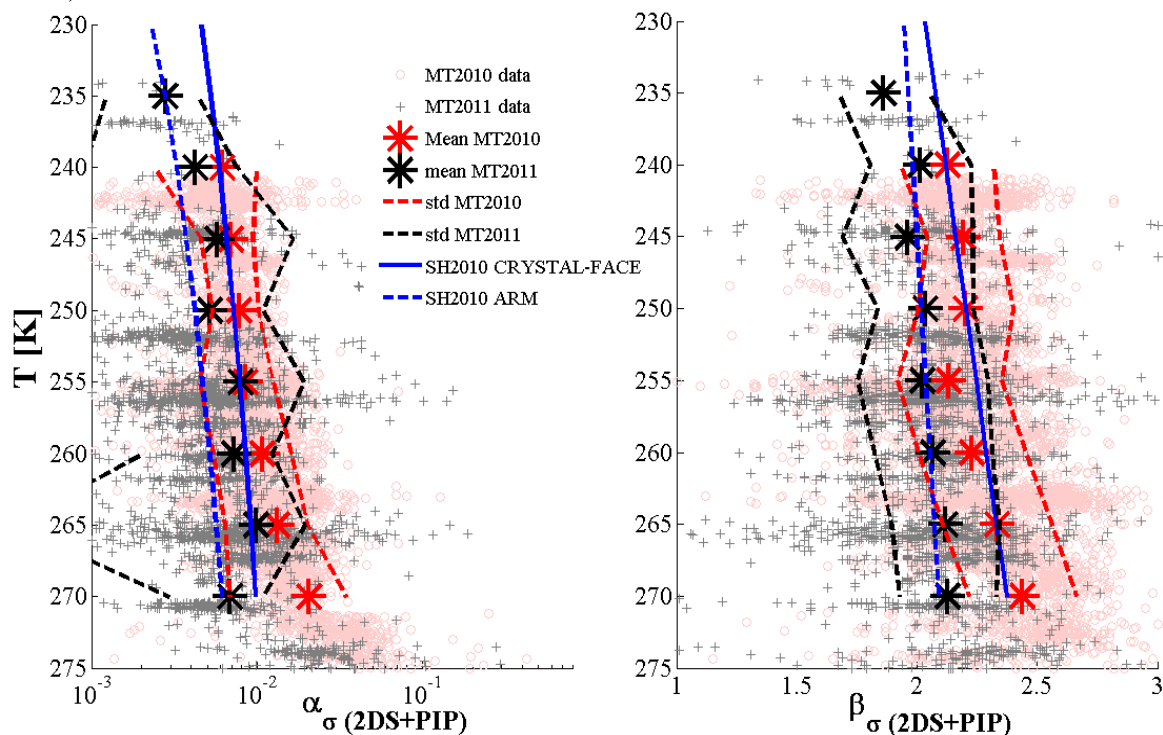 230
235
240
245
250
255
260
265
270
275
T [K]
10^-3
10^-2
10^-1
α_σ (2DS+PIP)
MT2010 data
MT2011 data
Mean MT2010
mean MT2011
std MT2010
std MT2011
SH2010 CRYSTAL-FACE
SH2010 ARM
230
235
240
245
250
255
260
265
270
275
1
1.5
2
2.5
3
β_σ (2DS+PIP)